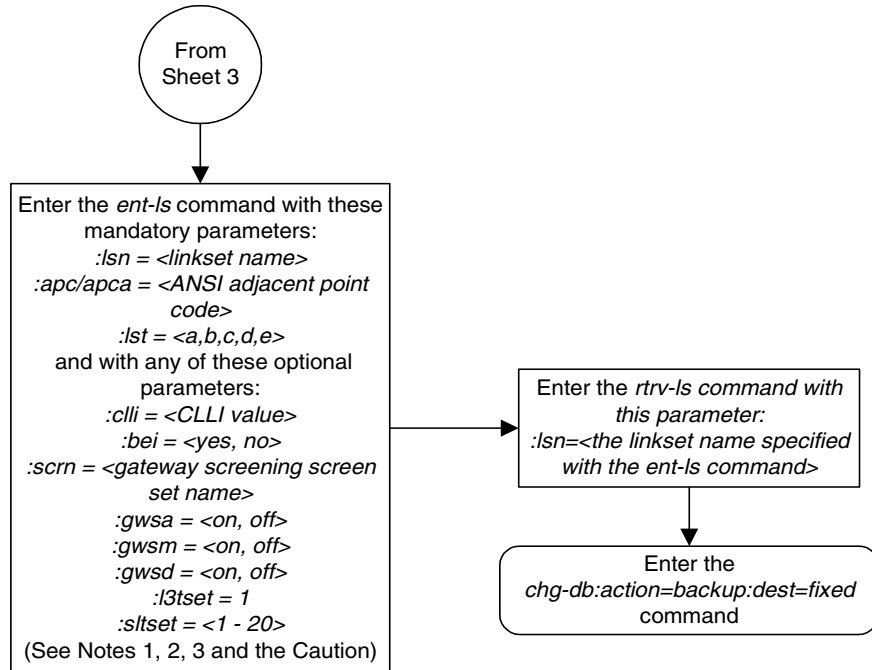 From
Sheet 3
Enter the ent-ls command with these
mandatory parameters:
:lsn = <linkset name>
:apc/apca = <ANSI adjacent point
code>
:lst = <a,b,c,d,e>
and with any of these optional
parameters:
:clli = <CLLI value>
:bei = <yes, no>
:scrn = <gateway screening screen
set name>
:gwsa = <on, off>
:gwsm = <on, off>
:gwsd = <on, off>
:l3tset = 1
:sltset = <1 - 20>
(See Notes 1, 2, 3 and the Caution)
Enter the rtrv-ls command with
this parameter:
:lsn=<the linkset name specified
with the ent-ls command>
Enter the
chg-db:action=backup:dest=fixed
command